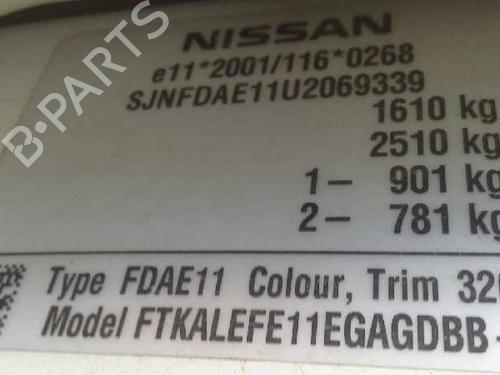 NISSAN
e11*2001/116*0268
SJNFDAE11U2069339
1610 kg
2510 kg
1- 901 kg
2- 781 kg
Type FDAE11 Colour, Trim 320
Model FTKALEFE11EGAGDBB-
B-PARTS